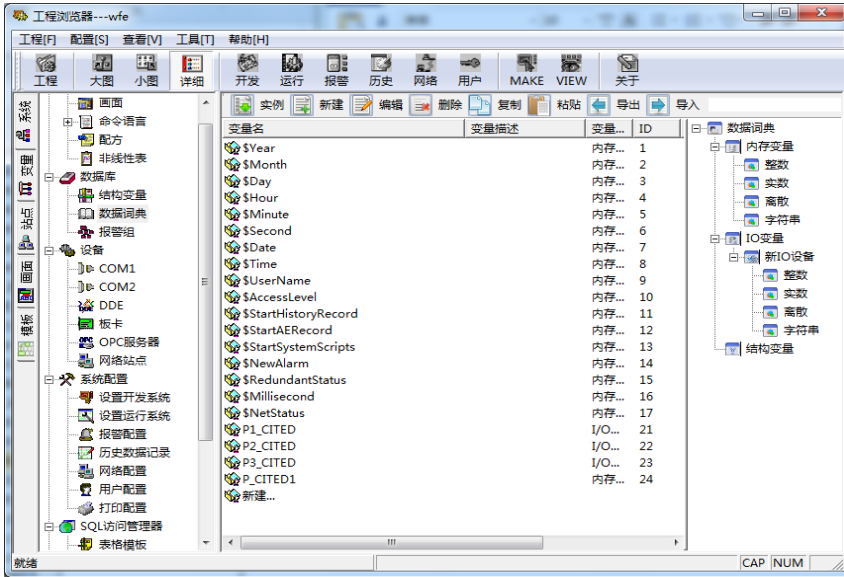 工程浏览器---wfe
工程[F] 配置[S] 查看[V] 工具[T] 帮助[H]
工程 大图 小图 详细 开发 运行 报警 历史 网络 用户 MAKE VIEW 关于
系统
变量
站点
画面
模板
画面
命令语言
配方
非线性表
数据库
结构变量
数据词典
报警组
设备
COM1
COM2
DDE
板卡
OPC服务器
网络站点
系统配置
设置开发系统
设置运行系统
报警配置
历史数据记录
网络配置
用户配置
打印配置
SQL访问管理器
表格模板
实例 新建 编辑 删除 复制 粘贴 导出 导入
变量名 变量描述 变量... ID
$Year 内存... 1
$Month 内存... 2
$Day 内存... 3
$Hour 内存... 4
$Minute 内存... 5
$Second 内存... 6
$Date 内存... 7
$Time 内存... 8
$UserName 内存... 9
$AccessLevel 内存... 10
$StartHistoryRecord 内存... 11
$StartAERecord 内存... 12
$StartSystemScripts 内存... 13
$NewAlarm 内存... 14
$RedundantStatus 内存... 15
$Millisecond 内存... 16
$NetStatus 内存... 17
P1_CITED I/O... 21
P2_CITED I/O... 22
P3_CITED I/O... 23
P_CITED1 内存... 24
新建...
数据词典
内存变量
整数
实数
离散
字符串
IO变量
新IO设备
整数
实数
离散
字符串
结构变量
就绪 CAP NUM